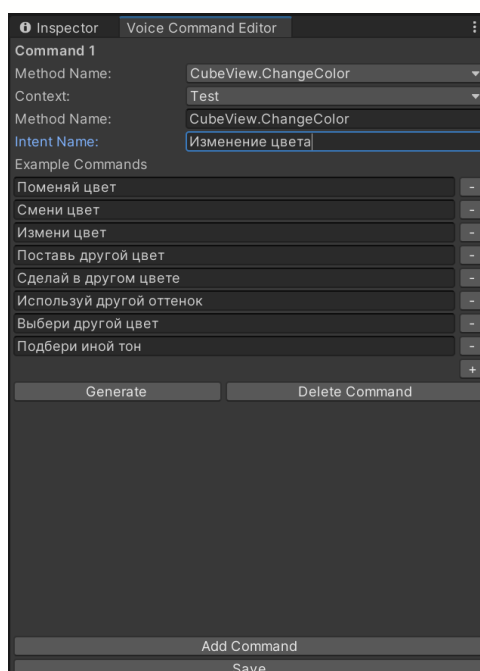 Inspector Voice Command Editor
Command 1
Method Name: CubeView.ChangeColor
Context: Test
Method Name: CubeView.ChangeColor
Intent Name: Изменение цвета
Example Commands
Поменяй цвет -
Смени цвет -
Измени цвет -
Поставь другой цвет -
Сделай в другом цвете -
Используй другой оттенок -
Выбери другой цвет -
Подбери иной тон -
+
Generate Delete Command
Add Command
Save